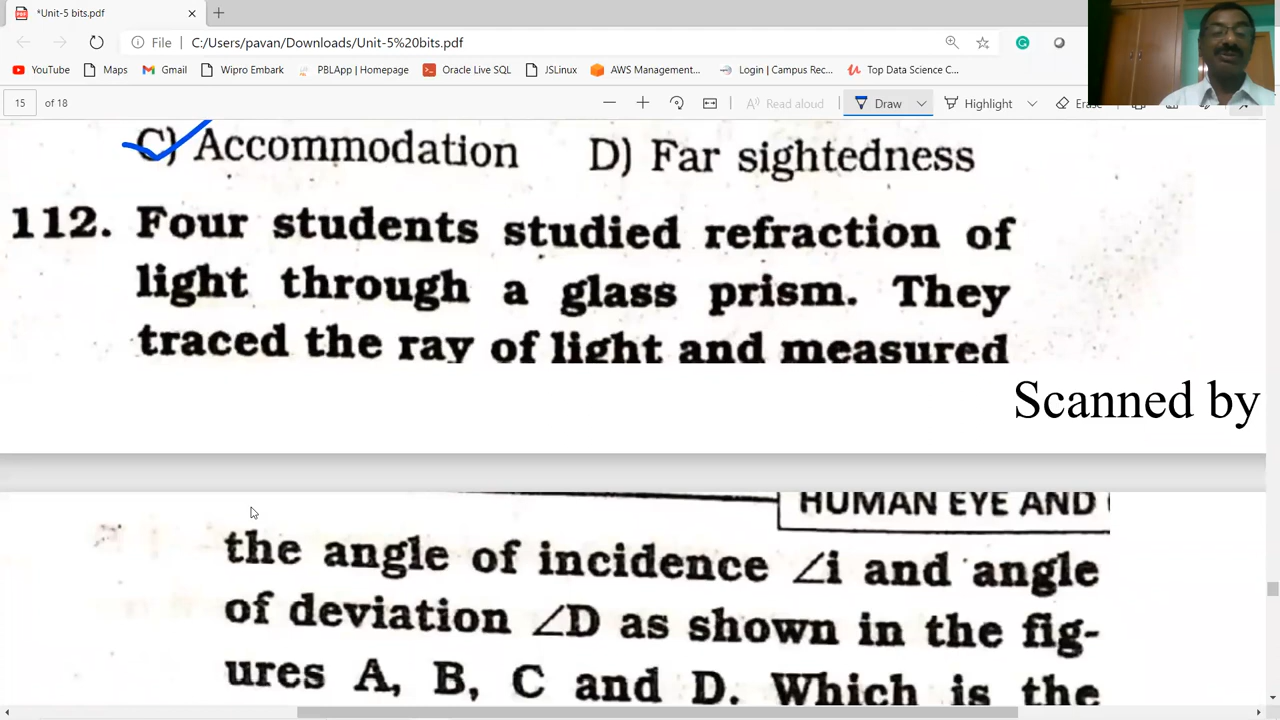 *Unit-5 bits.pdf
File C:/Users/pavan/Downloads/Unit-5%20bits.pdf
YouTube Maps Gmail Wipro Embark PBLApp | Homepage Orcle Live SQL JSLinux AWS Management... Login | Campus Rec... Top Data Science C...
15 of 18 Read aloud Draw Highlight Erase
C) Accommodation D) Far sightedness
112. Four students studied refraction of
light through a glass prism. They
traced the ray of light and measured
Scanned by
HUMAN EYE AND
the angle of incidence ∠i and angle
of deviation ∠D as shown in the fig-
ures A, B, C and D. Which is the